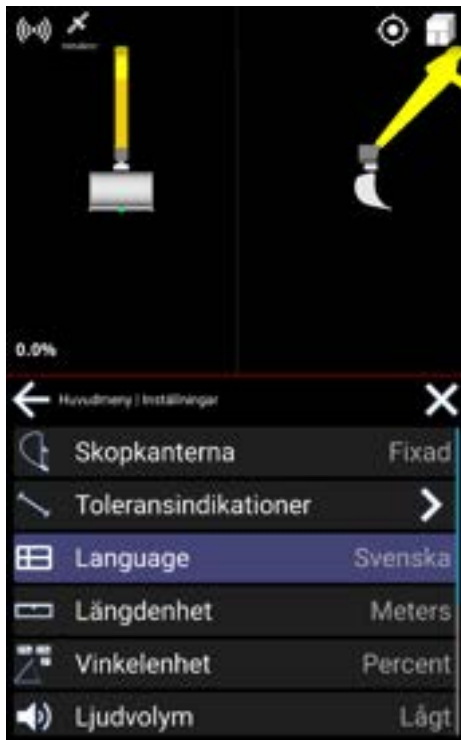 0.0%
Huvudmeny | Inställningar
Skopkanterna Fixad
Toleransindikationer
Language Svenska
Längdenhet Meters
Vinkelenhet Percent
Ljudvolym Lågt